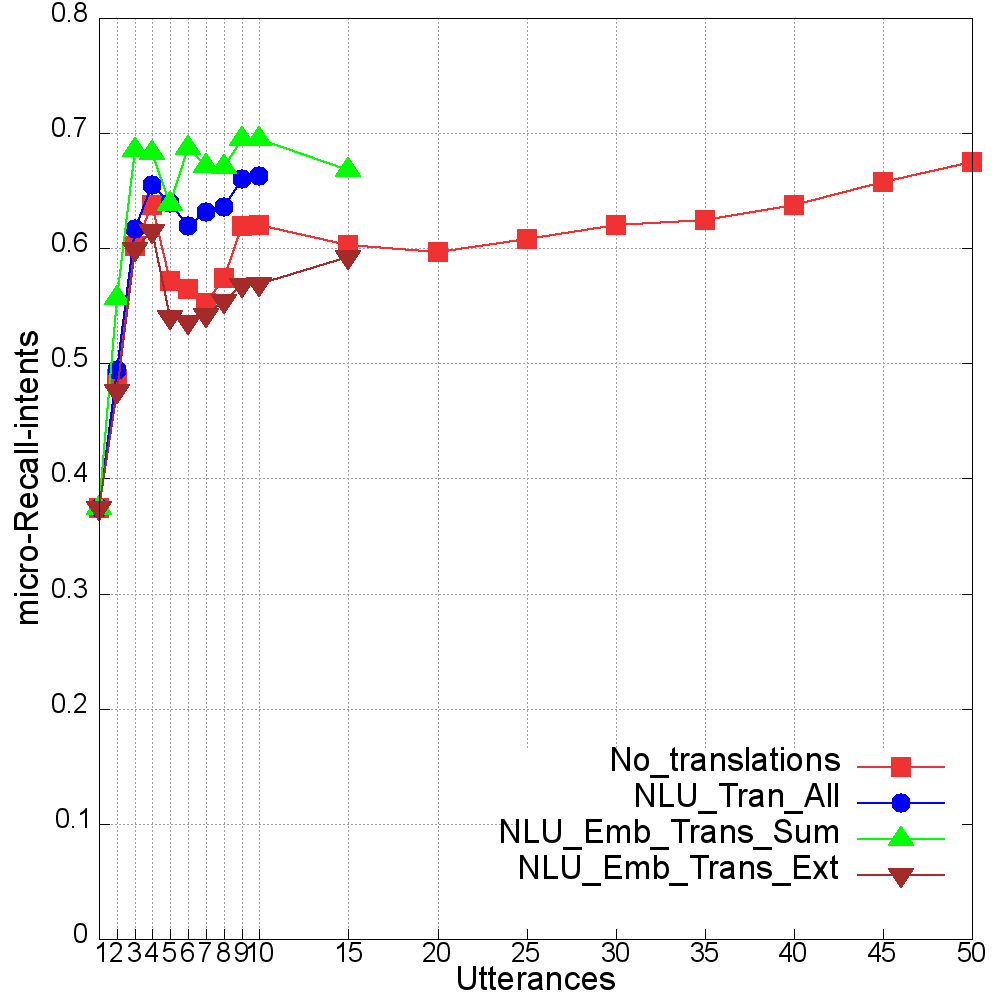 0.8
0.7
0.6
0.5
0.4
0.3
0.2
0.1
0
micro-Recall-intents
No_translations
NLU_Tran_All
NLU_Emb_Trans_Sum
NLU_Emb_Trans_Ext
1 2 3 4 5 6 7 8 9 10 15 20 25 30 35 40 45 50
Utterances